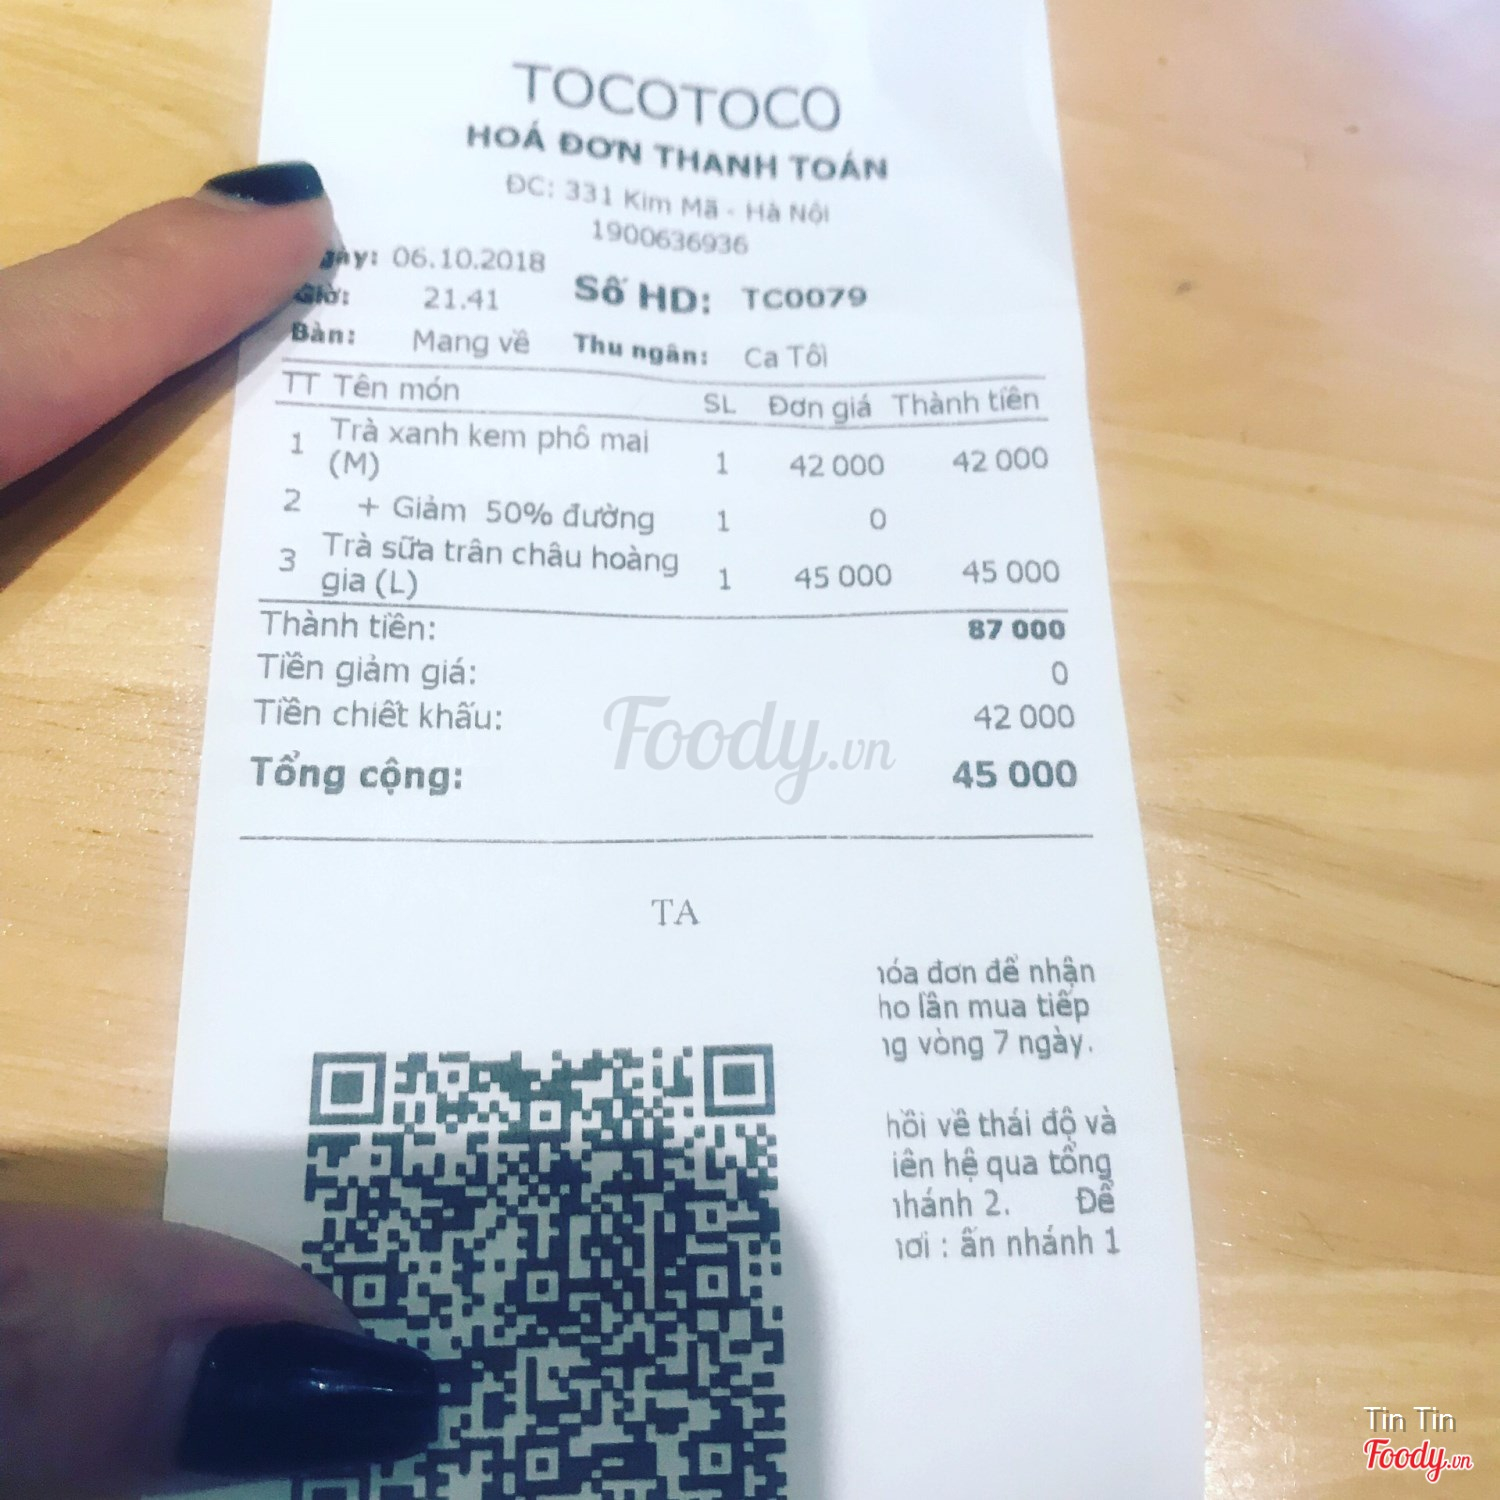 TOCOTOCO
HOÁ ĐƠN THANH TOÁN
ĐC: 331 Kim Mã - Hà Nội
1900636936
06.10.2018
Giờ: 21.41 Số HD: TC0079
Bàn: Mang về Thu ngân: Ca Tối
TT Tên món SL Đơn giá Thành tiền
1 Trà xanh kem phô mai
(M) 1 42 000 42 000
2 + Giảm 50% đường 1 0
3 Trà sữa trân châu hoàng
gia (L) 1 45 000 45 000
Thành tiền: 87 000
Tiền giảm giá: 0
Tiền chiết khấu: 42 000
Tổng cộng: 45 000
Foody.vn
TA
hóa đơn để nhận
ho lần mua tiếp
ng vòng 7 ngày.
hồi về thái độ và
iên hệ qua tổng
nhánh 2. Để
ơi : ấn nhánh 1
Tin Tin
Foody.vn